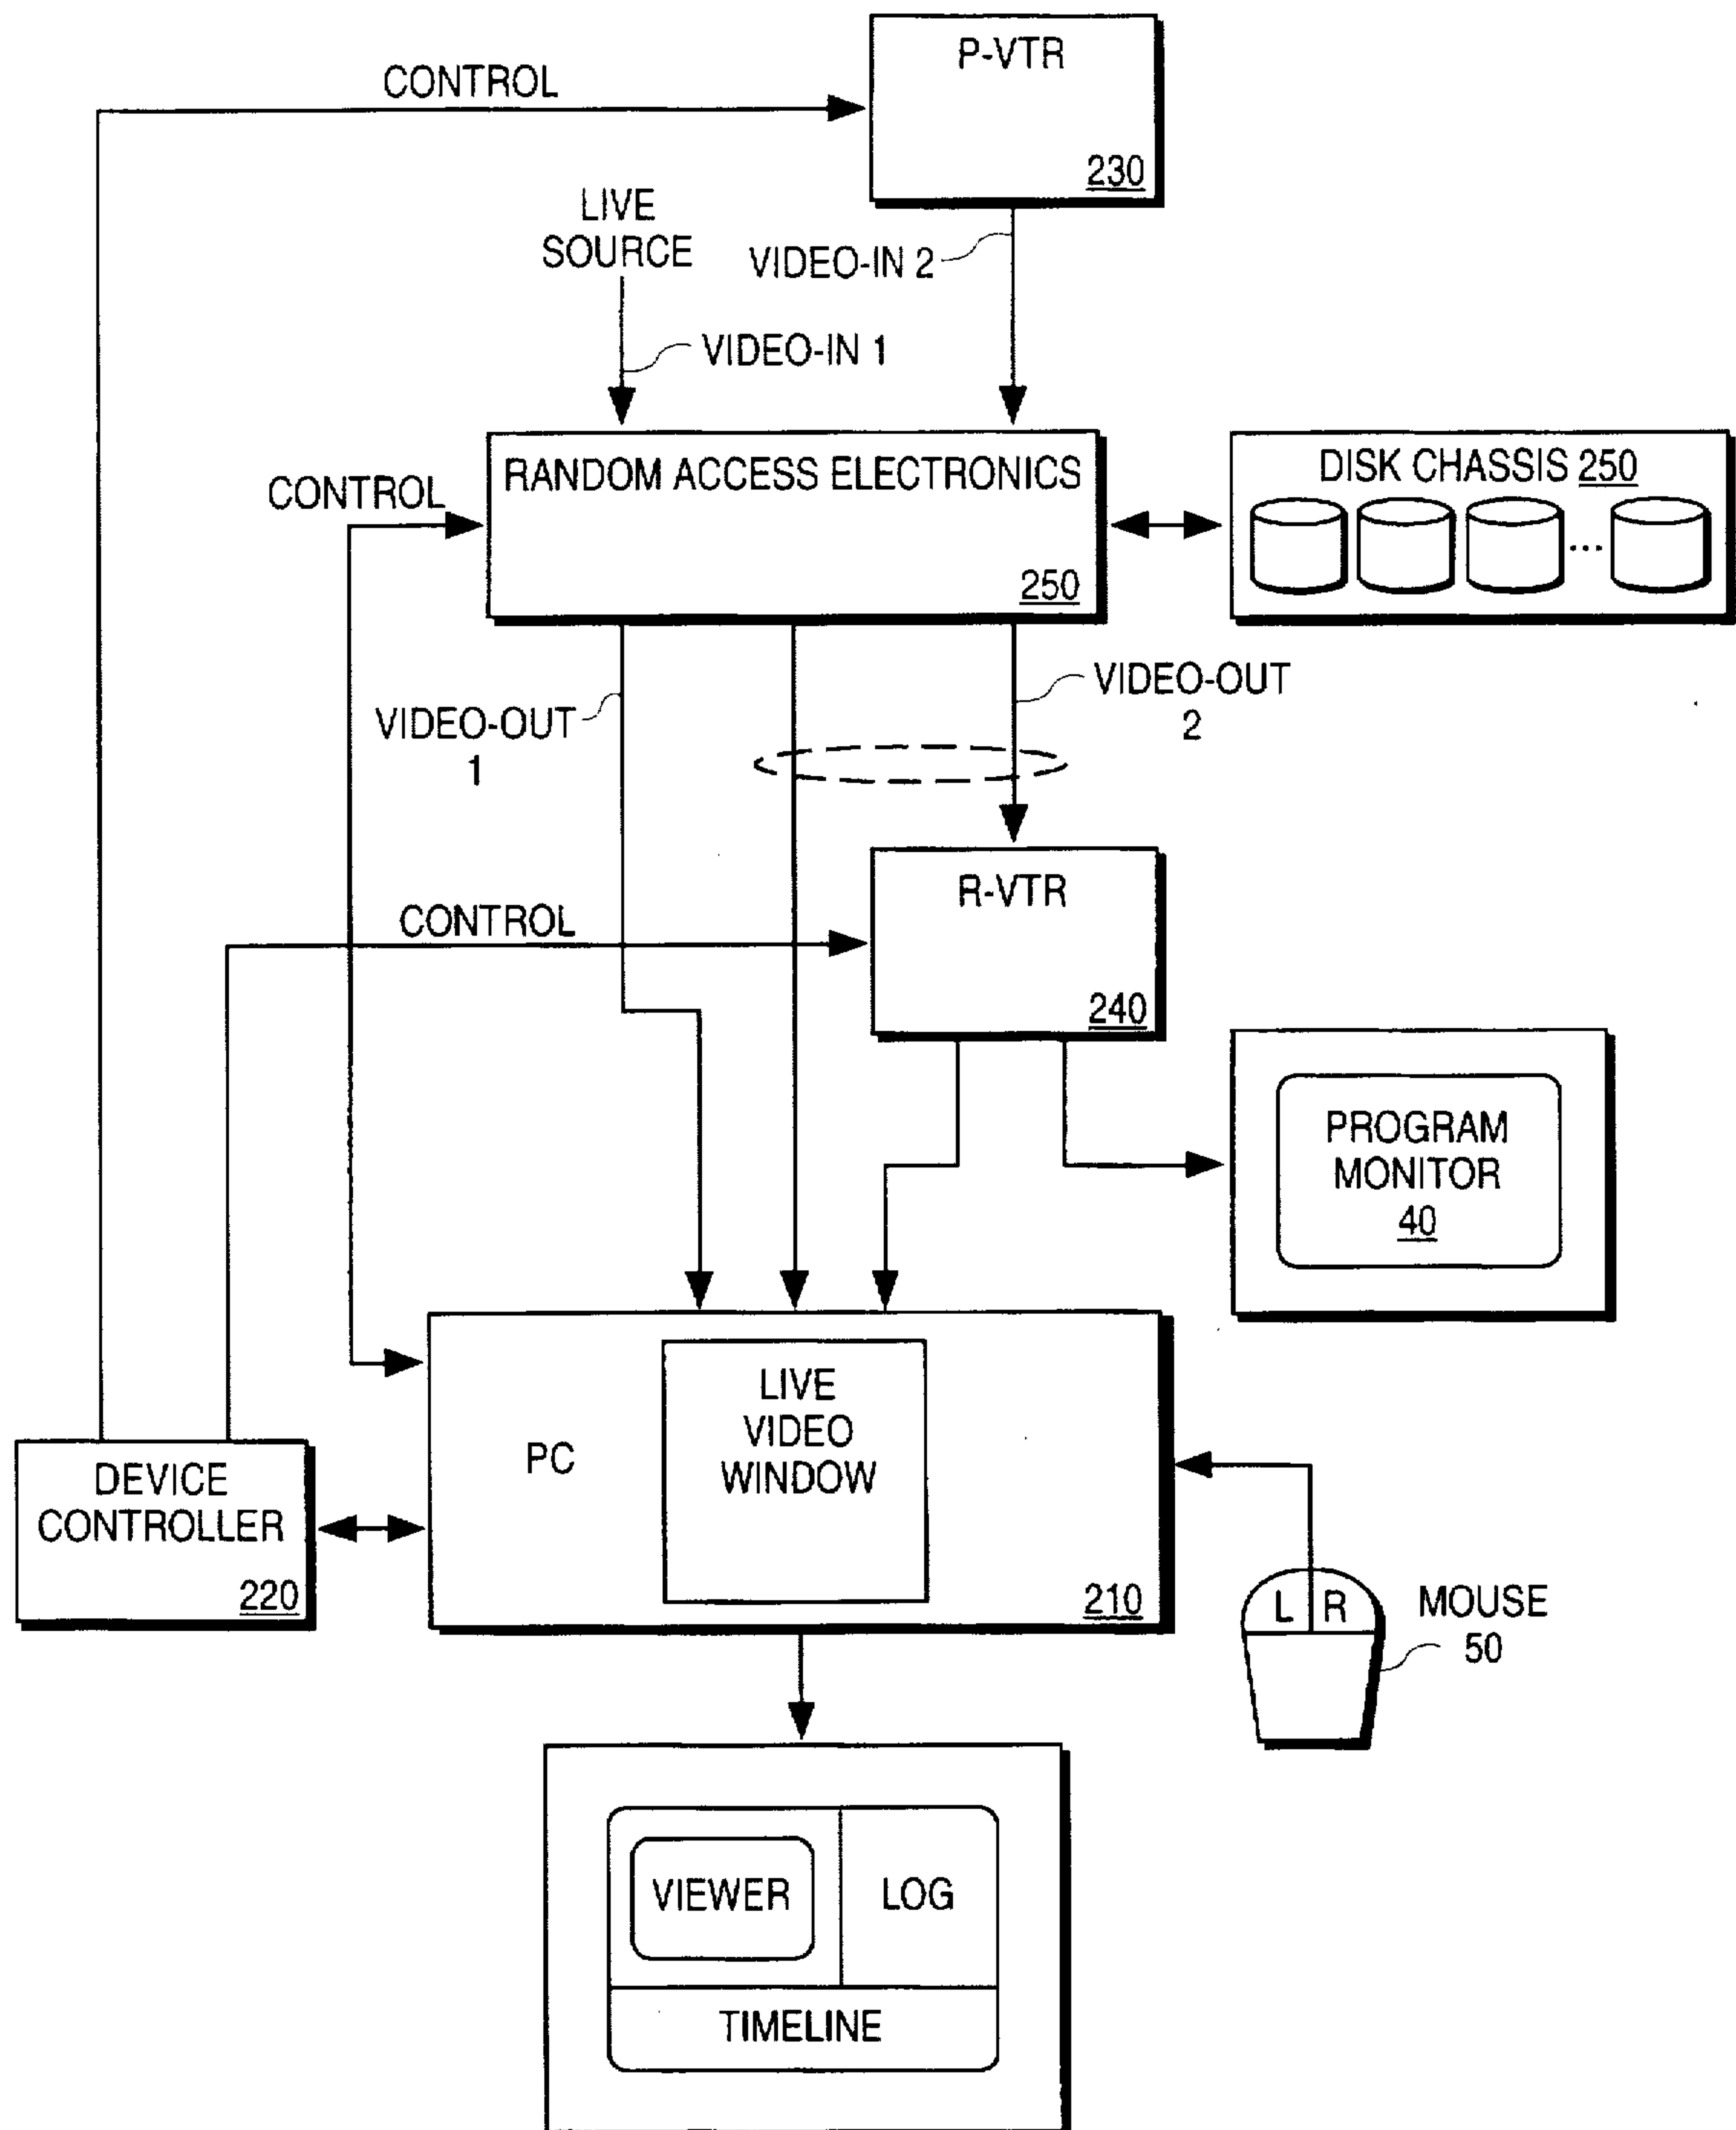 P-VTR
230
CONTROL
LIVE
SOURCE
VIDEO-IN 2
VIDEO-IN 1
RANDOM ACCESS ELECTRONICS
250
DISK CHASSIS 250
...
CONTROL
VIDEO-OUT
1
VIDEO-OUT
2
R-VTR
240
CONTROL
PROGRAM
MONITOR
40
LIVE
VIDEO
WINDOW
PC
210
DEVICE
CONTROLLER
220
L R
MOUSE
50
VIEWER
LOG
TIMELINE